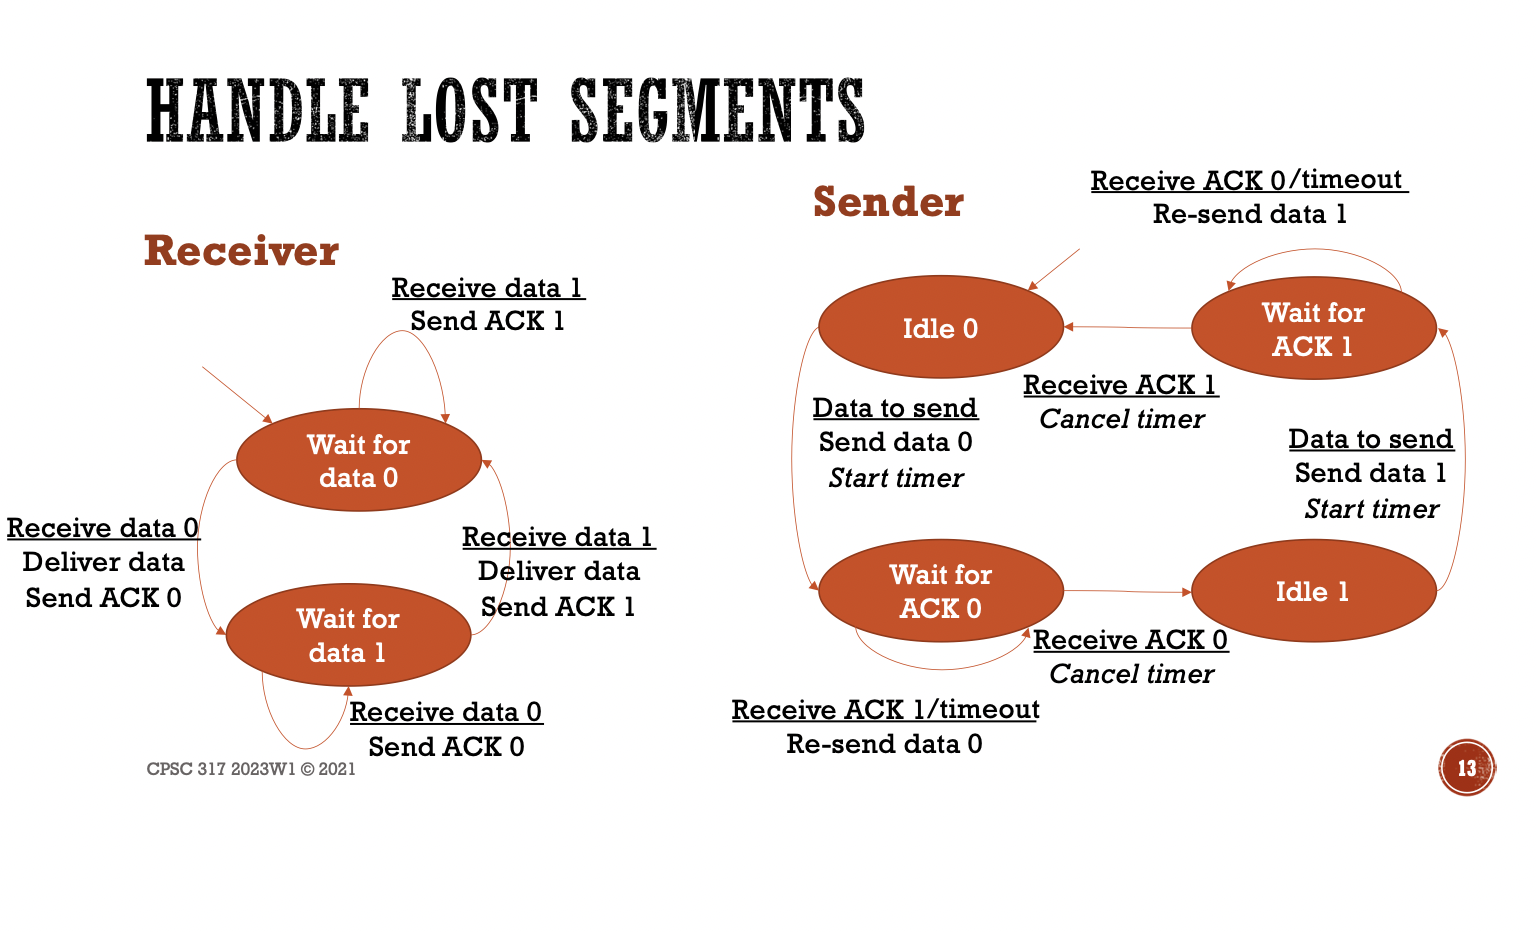 HANDLE LOST SEGMENTS
Receiver
Receive data 1
Send ACK 1
Wait for
data 0
Receive data 0
Deliver data
Send ACK 0
Receive data 1
Deliver data
Send ACK 1
Wait for
data 1
Receive data 0
Send ACK 0
Sender
Receive ACK 0/timeout
Re-send data 1
Idle 0
Wait for
ACK 1
Receive ACK 1
Cancel timer
Data to send
Send data 0
Start timer
Data to send
Send data 1
Start timer
Wait for
ACK 0
Idle 1
Receive ACK 0
Cancel timer
Receive ACK 1/timeout
Re-send data 0
CPSC 317 2023W1 © 2021
13